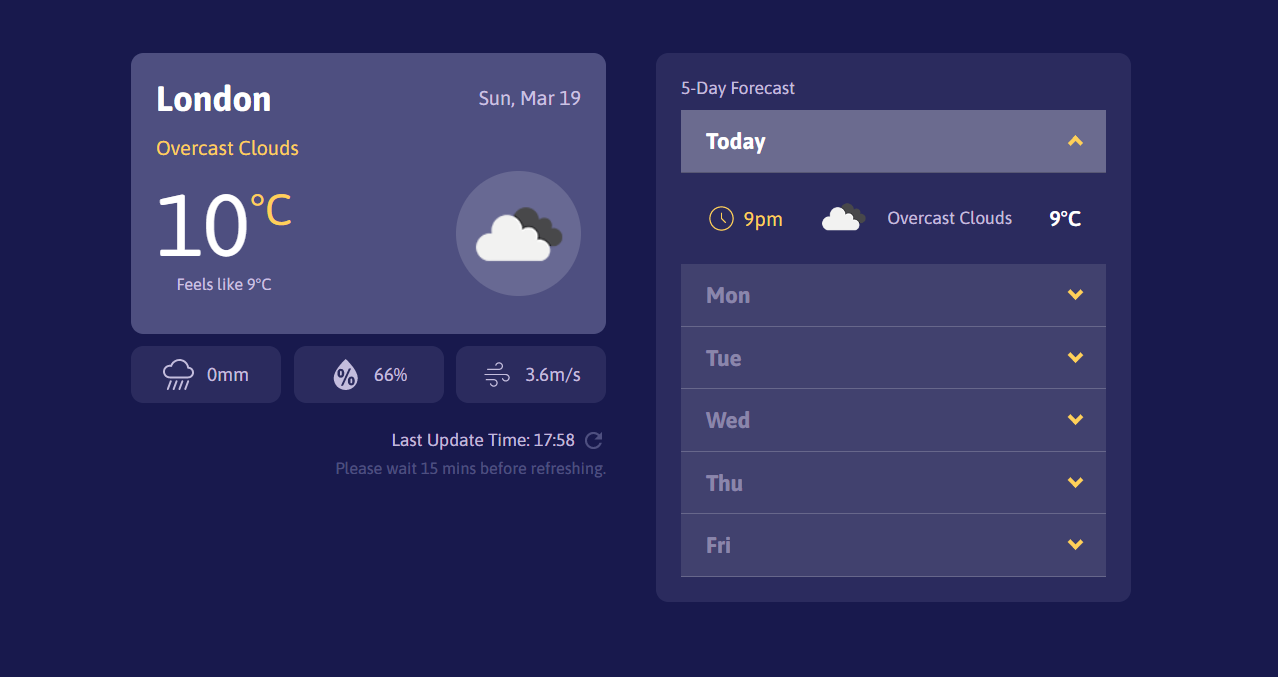 London
Sun, Mar 19
Overcast Clouds
10°C
Feels like 9°C
0mm
66%
3.6m/s
Last Update Time: 17:58
Please wait 15 mins before refreshing.
5-Day Forecast
Today
9pm Overcast Clouds 9°C
Mon
Tue
Wed
Thu
Fri